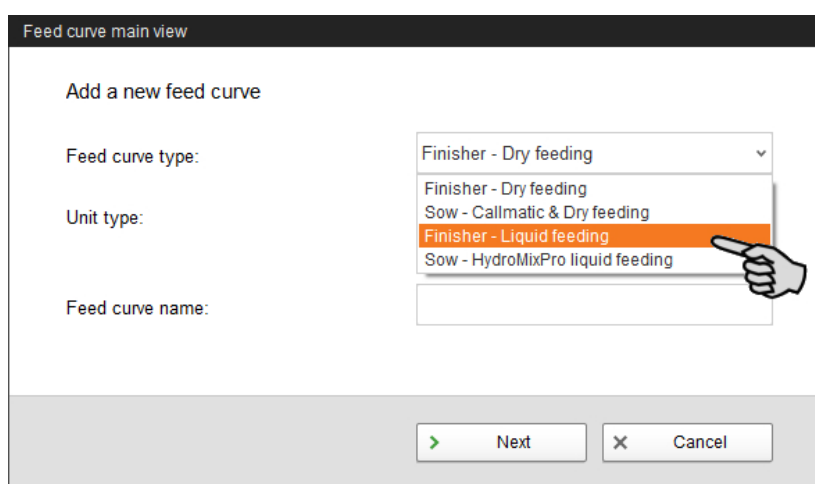 Feed curve main view
Add a new feed curve
Feed curve type:
Finisher - Dry feeding
Finisher - Dry feeding
Sow - Callmatic & Dry feeding
Unit type:
Finisher - Liquid feeding
Sow - HydroMixPro liquid feeding
Feed curve name:
Next
Cancel